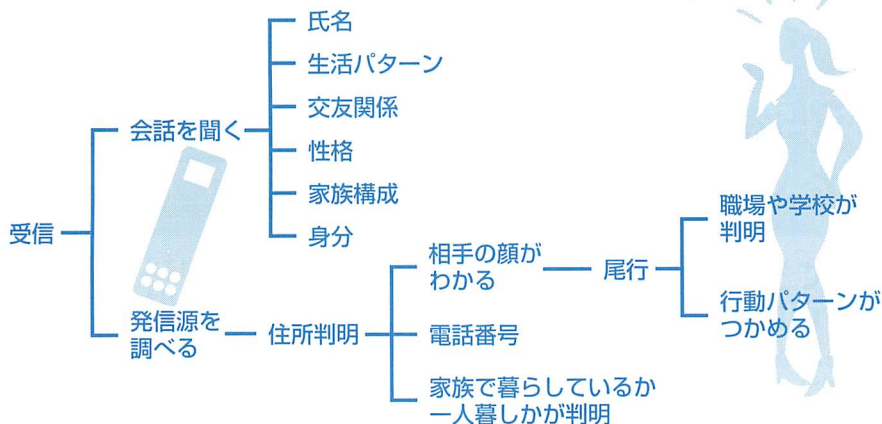 氏名
生活パターン
交友関係
会話を聞く
性格
家族構成
身分
受信
発信源を
調べる
住所判明
相手の顔が
わかる
電話番号
家族で暮らしているか
一人暮しかが判明
尾行
職場や学校が
判明
行動パターンが
つかめる